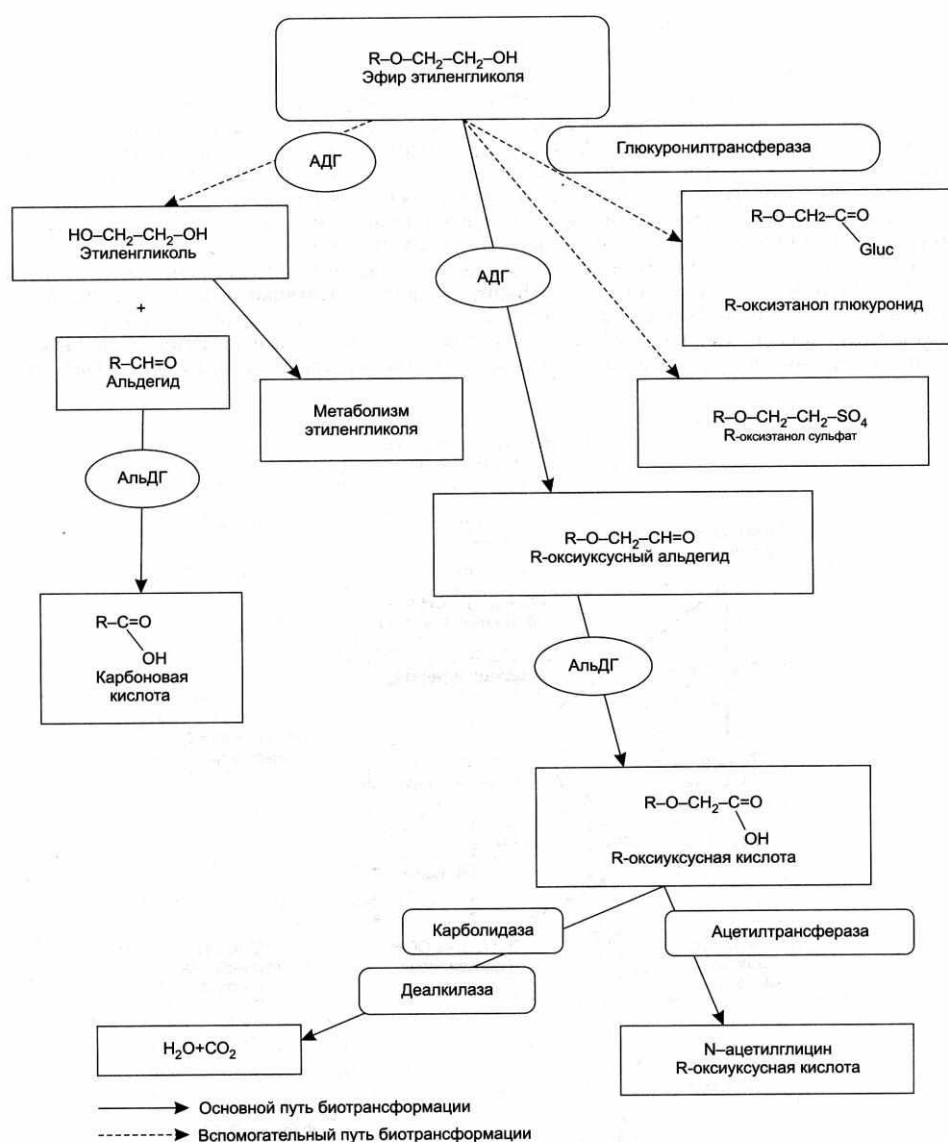 R–O–CH₂–CH₂–OH
Эфир этиленгликоля
АДГ
Глюкуронилтрансфераза
HO–CH₂–CH₂–OH
Этиленгликоль
+
R–CH=O
Альдегид
АльДГ
R–C=O
OH
Карбоновая
кислота
Метаболизм
этиленгликоля
АДГ
R–O–CH2–C=O
Gluc
R-оксиэтанол глюкуронид
R–O–CH₂–CH₂–SO₄
R-оксиэтанол сульфат
R–O–CH₂–CH=O
R-оксиуксусный альдегид
АльДГ
R–O–CH₂–C=O
OH
R-оксиуксусная кислота
Карболидаза
Ацетилтрансфераза
Деалкилаза
H₂O+CO₂
N–ацетилглицин
R-оксиуксусная кислота
Основной путь биотрансформации
Вспомогательный путь биотрансформации